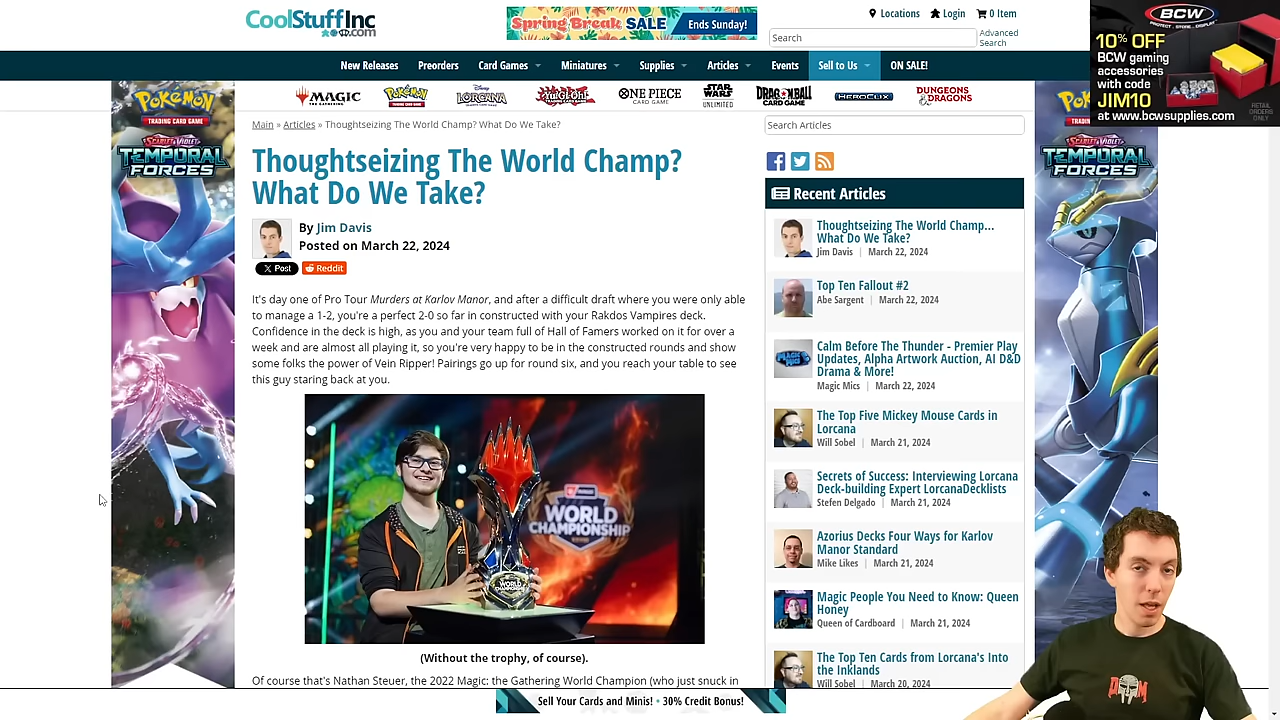 CoolStuffInc
.com
Spring Break SALE Ends Sunday!
Locations Login 0 Item
Search
Advanced
Search
New Releases Preorders Card Games Miniatures Supplies Articles Events Sell to Us ON SALE!
MAGIC Pokémon Disney LORCANA Yu-Gi-Oh! ONE PIECE CARD GAME STAR WARS UNLIMITED DRAGON BALL CARD GAME HEROCLIX DUNGEONS & DRAGONS
BCW
PROTECT · STORE · DISPLAY
10% OFF
BCW gaming
accessories
with code
JIM10
RETAIL
ORDERS
ONLY
at www.bcwsupplies.com
Pokémon
TRADING CARD GAME
SCARLET & VIOLET
TEMPORAL
FORCES
Main » Articles » Thoughtseizing The World Champ? What Do We Take?
Thoughtseizing The World Champ?
What Do We Take?
By Jim Davis
Posted on March 22, 2024
X Post Reddit
It's day one of Pro Tour Murders at Karlov Manor, and after a difficult draft where you were only able
to manage a 1-2, you're a perfect 2-0 so far in constructed with your Rakdos Vampires deck.
Confidence in the deck is high, as you and your team full of Hall of Famers worked on it for over a
week and are almost all playing it, so you're very happy to be in the constructed rounds and show
some folks the power of Vein Ripper! Pairings go up for round six, and you reach your table to see
this guy staring back at you.
WORLD
CHAMPIONSHIP
WORLD
CHAMPION
(Without the trophy, of course).
Of course that's Nathan Steuer, the 2022 Magic: the Gathering World Champion (who just snuck in
Search Articles
Recent Articles
Thoughtseizing The World Champ...
What Do We Take?
Jim Davis | March 22, 2024
Top Ten Fallout #2
Abe Sargent | March 22, 2024
MAGIC MICS
Calm Before The Thunder - Premier Play
Updates, Alpha Artwork Auction, AI D&D
Drama & More!
Magic Mics | March 22, 2024
The Top Five Mickey Mouse Cards in
Lorcana
Will Sobel | March 21, 2024
Secrets of Success: Interviewing Lorcana
Deck-building Expert LorcanaDecklists
Stefen Delgado | March 21, 2024
Azorius Decks Four Ways for Karlov
Manor Standard
Mike Likes | March 21, 2024
Magic People You Need to Know: Queen
Honey
Queen of Cardboard | March 21, 2024
The Top Ten Cards from Lorcana's Into
the Inklands
Will Sobel | March 20, 2024
Pok
TRADING CARD GAME
SCARLET & VIOLET
TEMPORAL
FORCES
Sell Your Cards and Minis! • 30% Credit Bonus!